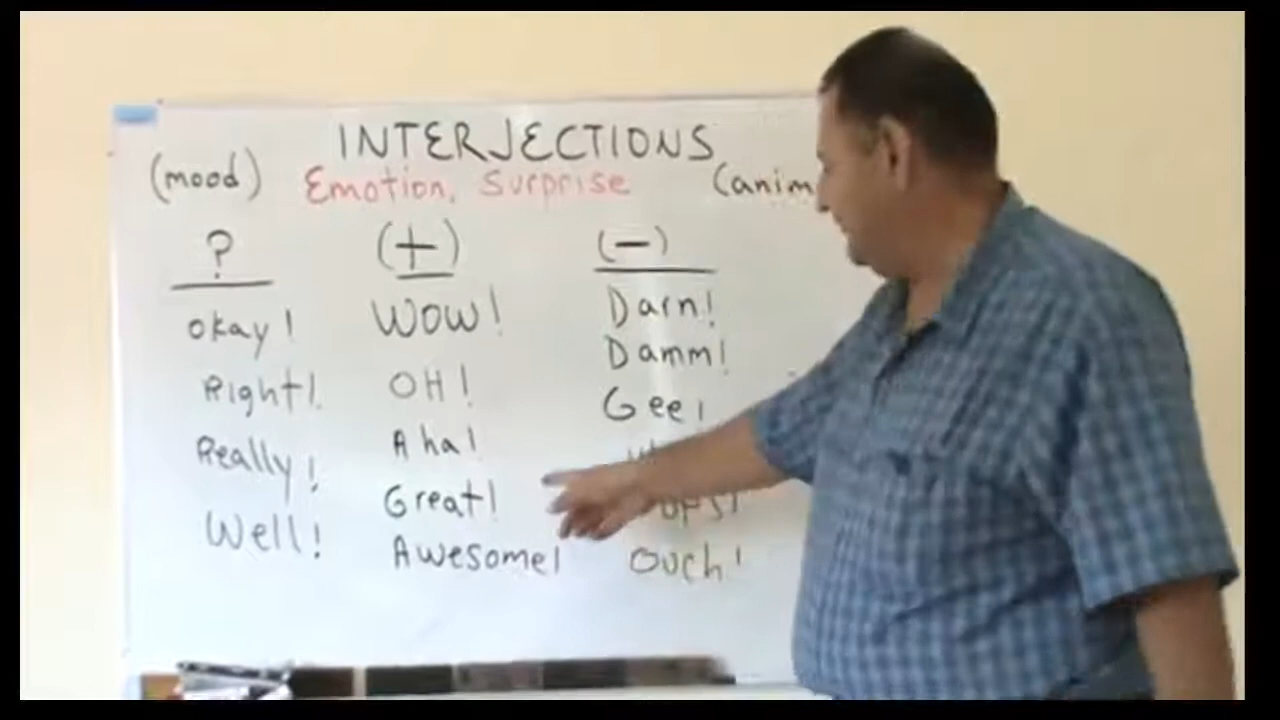 INTERJECTIONS
(mood) Emotion, Surprise
? (+) (-)
Okay! Wow! Darn!
Right! OH! Damm!
Really! Aha! Gee!
Well! Great!
Awesome! Ouch!